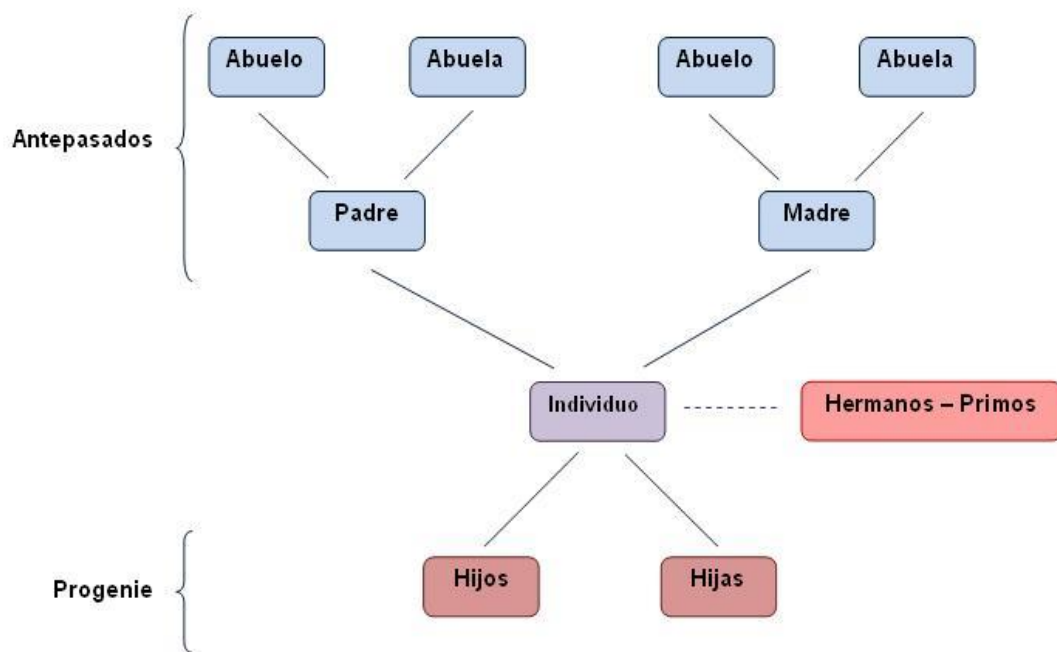 Abuelo Abuela Abuelo Abuela
Antepasados
Padre Madre
Individuo Hermanos – Primos
Hijos Hijas
Progenie